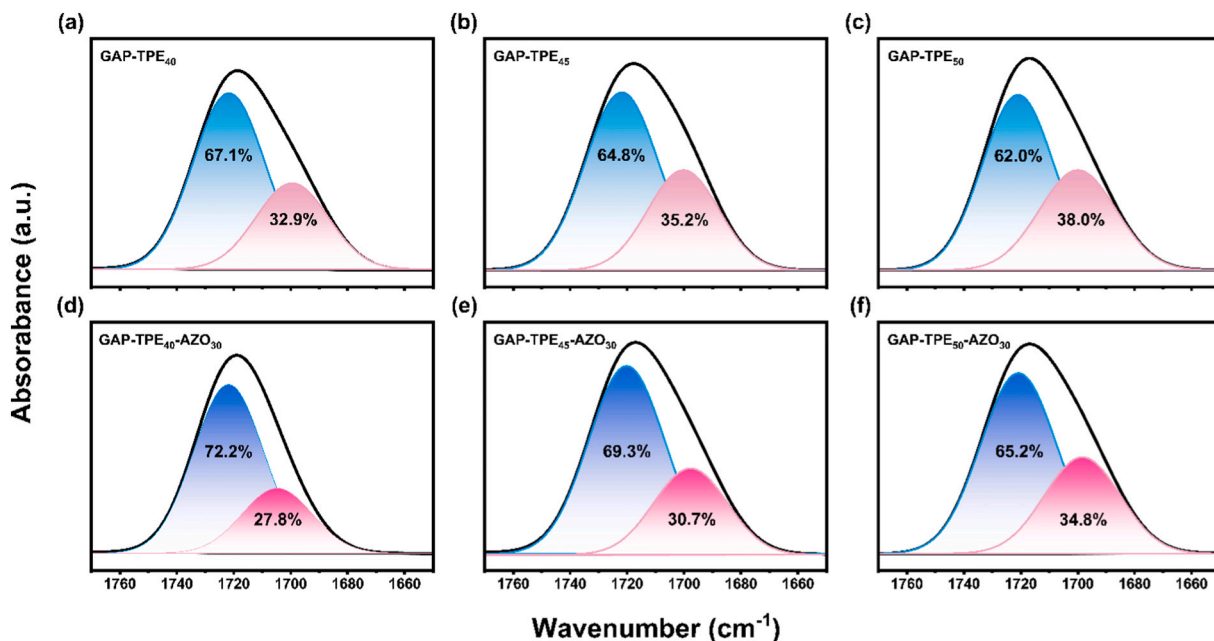 (a)
GAP-TPE₄₀
67.1%
32.9%
(b)
GAP-TPE₄₅
64.8%
35.2%
(c)
GAP-TPE₅₀
62.0%
38.0%
(d)
GAP-TPE₄₀-AZO₃₀
72.2%
27.8%
1760 1740 1720 1700 1680 1660
(e)
GAP-TPE₄₅-AZO₃₀
69.3%
30.7%
1760 1740 1720 1700 1680 1660
(f)
GAP-TPE₅₀-AZO₃₀
65.2%
34.8%
1760 1740 1720 1700 1680 1660
Absorabance (a.u.)
Wavenumber (cm⁻¹)